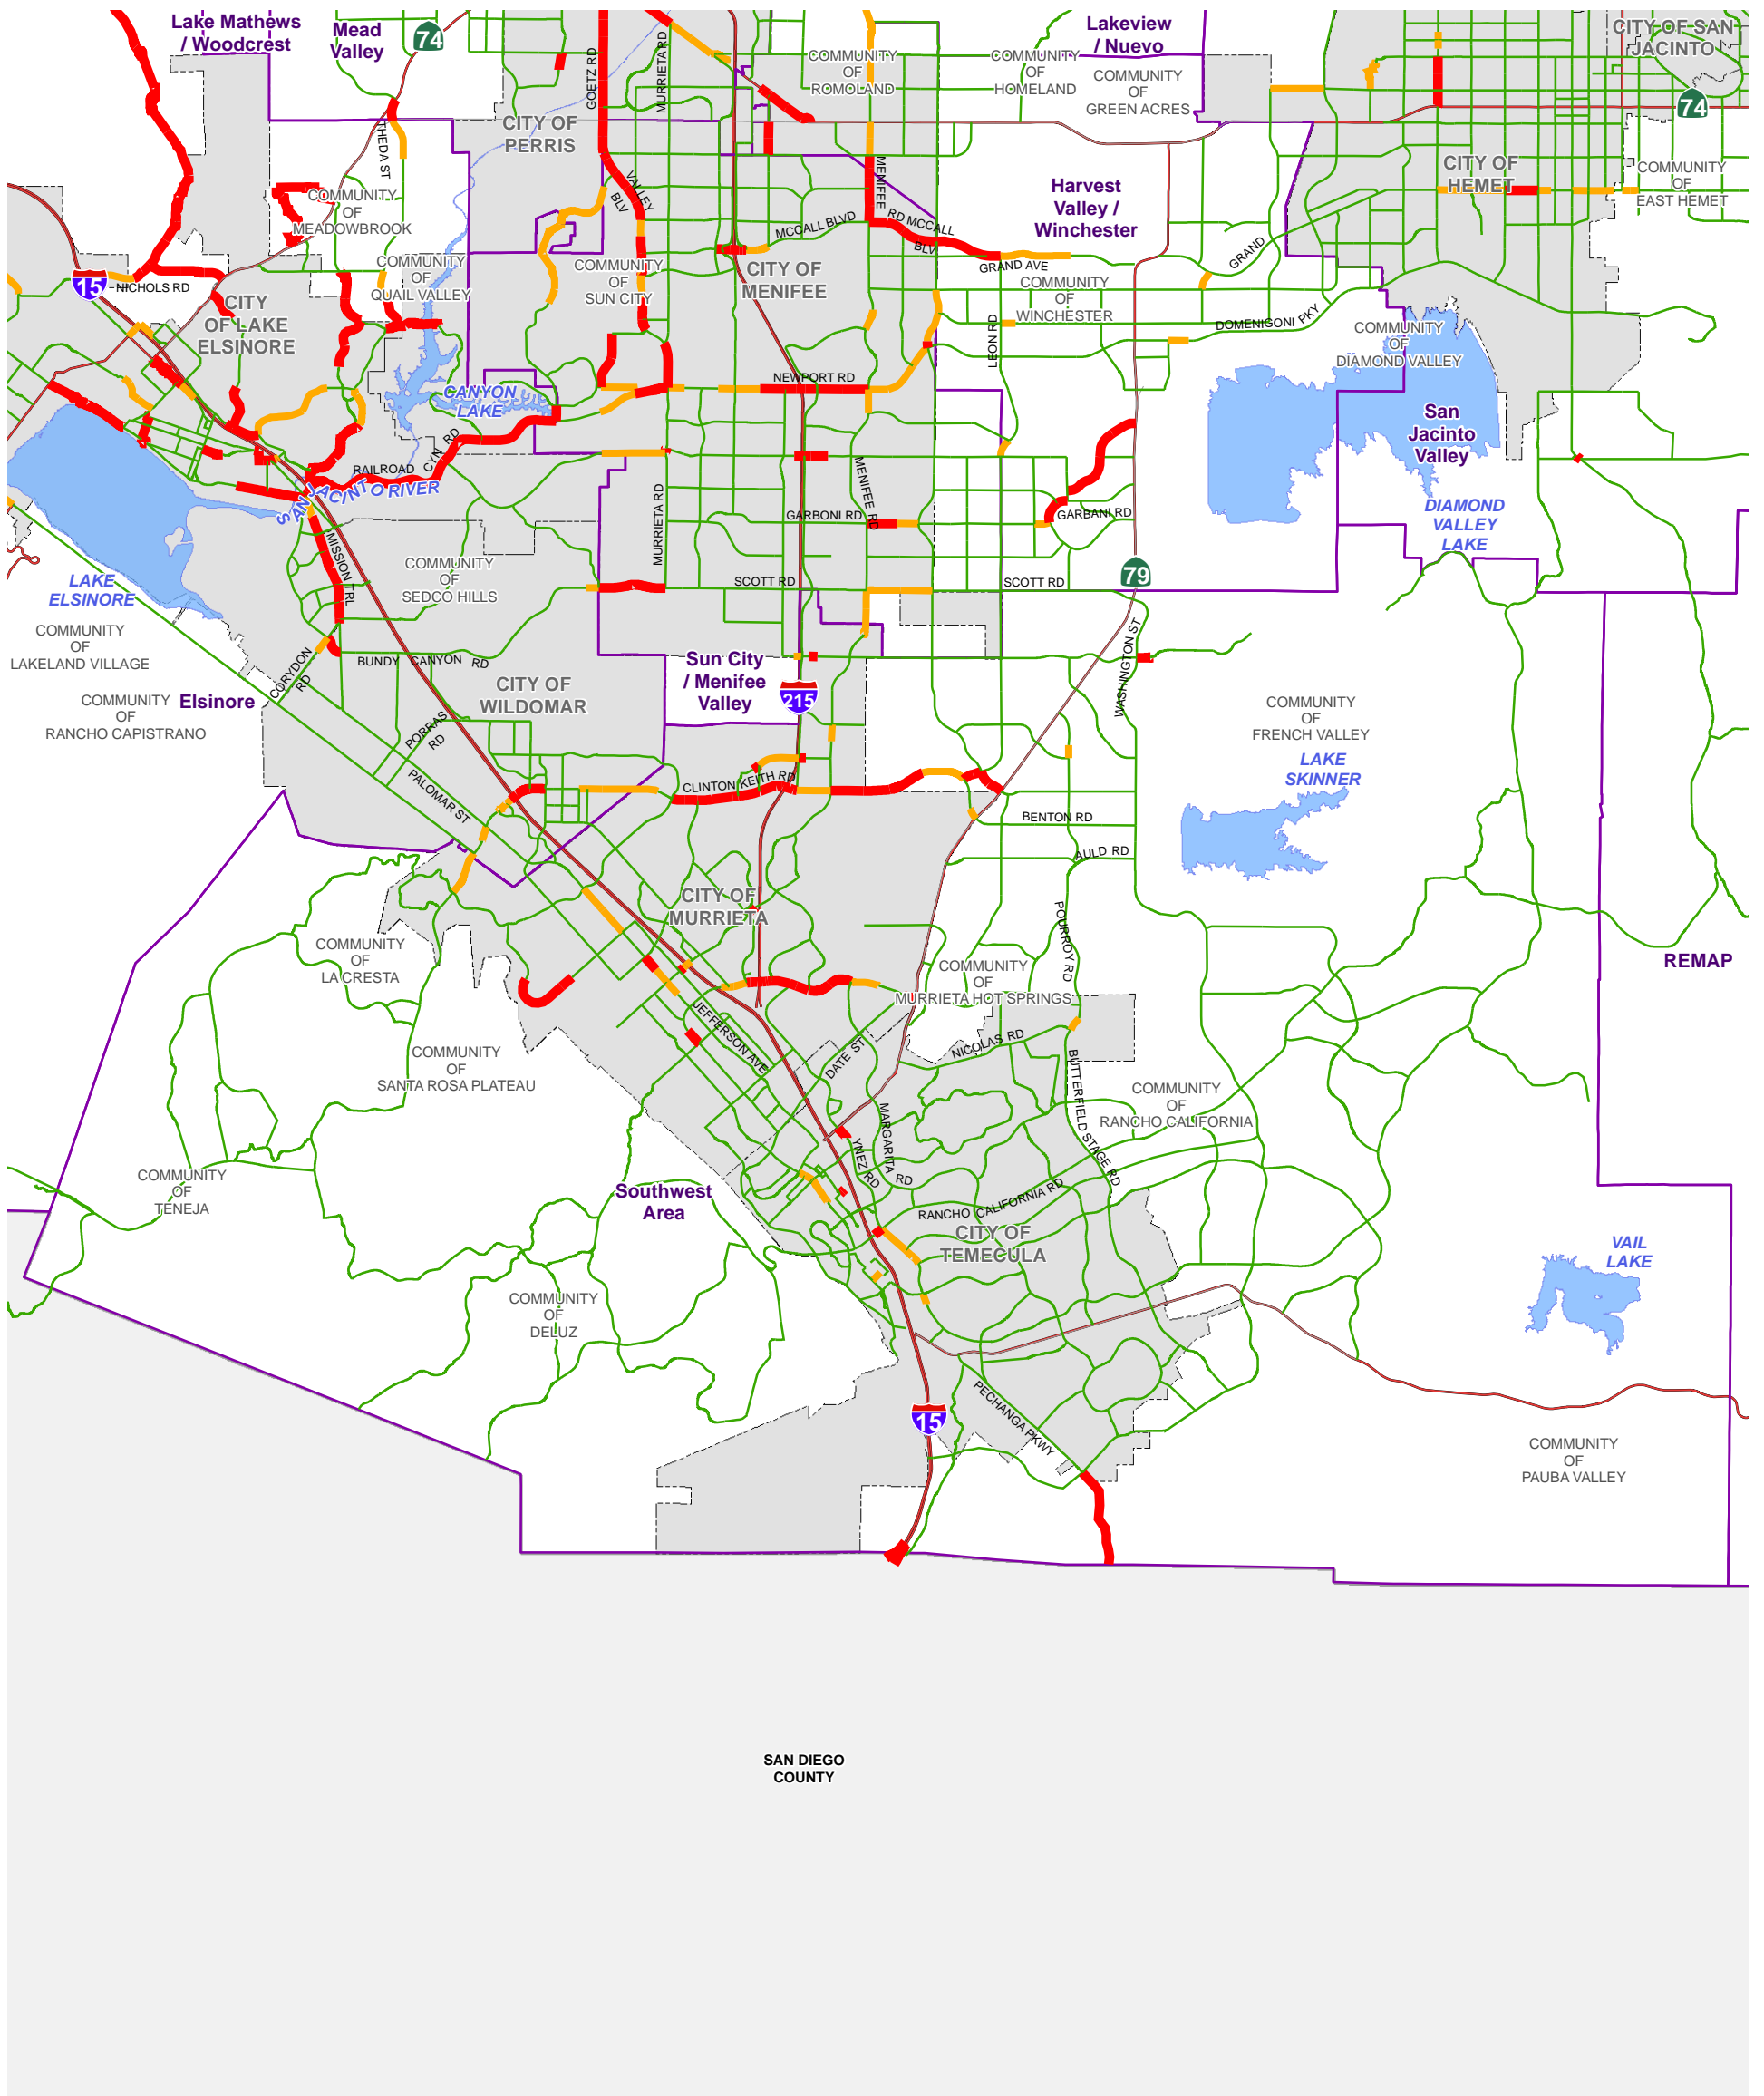 Lake Mathews
/ Woodcrest
Mead
Valley
74
GOETZ RD
MURRIETA RD
COMMUNITY
OF
ROMOLAND
COMMUNITY
OF
HOMELAND
Lakeview
/ Nuevo
COMMUNITY
OF
GREEN ACRES
CITY OF SAN
JACINTO
74
THEDA ST
CITY OF
PERRIS
CITY OF
HEMET
COMMUNITY
OF
EAST HEMET
COMMUNITY
OF
MEADOWBROOK
VALLEY
BLV
MENIFEE
RD
MCCALL BLVD
MCCALL
BLV
Harvest
Valley /
Winchester
15
NICHOLS RD
CITY
OF LAKE
ELSINORE
COMMUNITY
OF
QUAIL VALLEY
COMMUNITY
OF
SUN CITY
CITY OF
MENIFEE
GRAND AVE
GRAND
COMMUNITY
OF
WINCHESTER
LEON RD
DOMENIGONI PKY
COMMUNITY
OF
DIAMOND VALLEY
CANYON
LAKE
NEWPORT RD
San
Jacinto
Valley
RAILROAD
CYN RD
SAN JACINTO RIVER
MURRIETA RD
MENIFEE RD
GARBONI RD
GARBANI RD
DIAMOND
VALLEY
LAKE
MISSION TRL
COMMUNITY
OF
SEDCO HILLS
SCOTT RD
SCOTT RD
79
LAKE
ELSINORE
COMMUNITY
OF
LAKELAND VILLAGE
CORYDON
RD
BUNDY CANYON RD
Sun City
/ Menifee
Valley
215
WASHINGTON ST
COMMUNITY
OF
RANCHO CAPISTRANO
Elsinore
CITY OF
WILDOMAR
COMMUNITY
OF
FRENCH VALLEY
PORRAS
RD
LAKE
SKINNER
PALOMAR ST
CLINTON KEITH RD
BENTON RD
AULD RD
CITY OF
MURRIETA
POURROY RD
COMMUNITY
OF
LA CRESTA
COMMUNITY
OF
MURRIETA HOT SPRINGS
REMAP
JEFFERSON AVE
DATE ST
NICOLAS RD
COMMUNITY
OF
SANTA ROSA PLATEAU
BUTTERFIELD STAGE RD
COMMUNITY
OF
RANCHO CALIFORNIA
MARGARITA
RD
YNEZ RD
COMMUNITY
OF
TENEJA
Southwest
Area
RANCHO CALIFORNIA RD
CITY OF
TEMECULA
VAIL
LAKE
COMMUNITY
OF
DELUZ
15
PECHANGA PKWY
COMMUNITY
OF
PAUBA VALLEY
SAN DIEGO
COUNTY